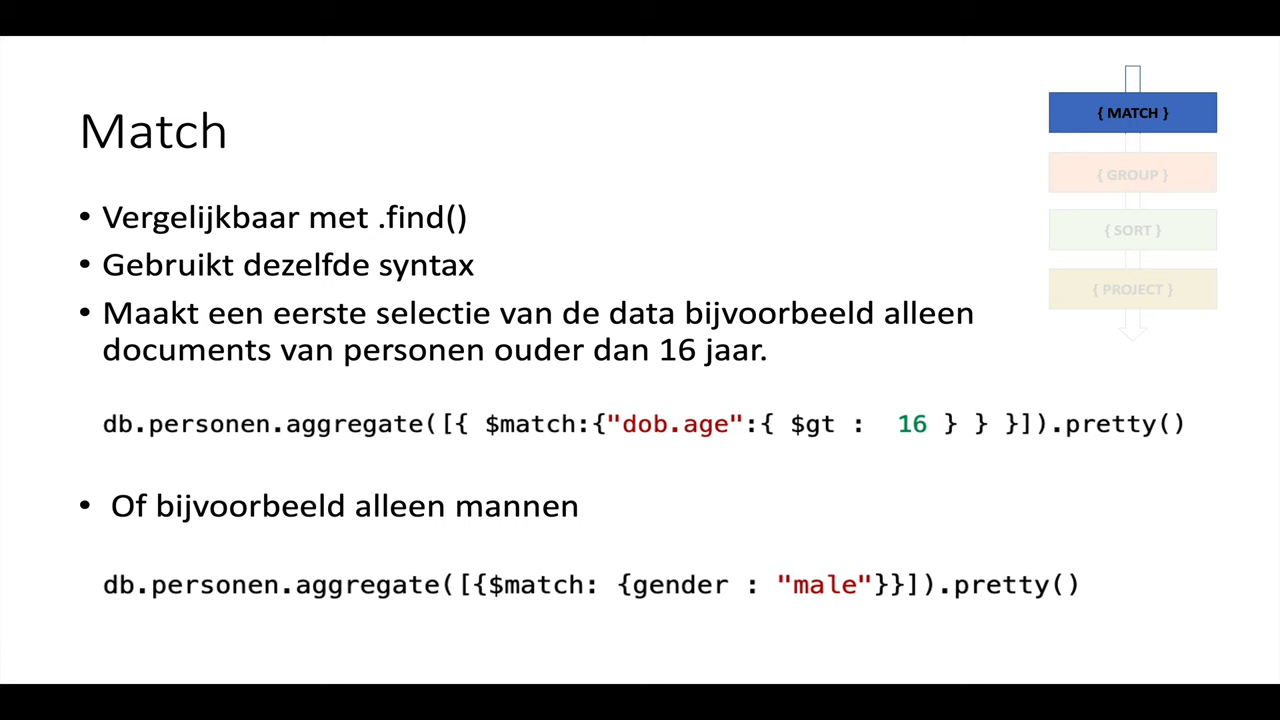 { MATCH }
Match
{ GROUP }
• Vergelijkbaar met .find()
{ SORT }
• Gebruikt dezelfde syntax
{ PROJECT }
• Maakt een eerste selectie van de data bijvoorbeeld alleen
documents van personen ouder dan 16 jaar.
db.personen.aggregate([{ $match:{"dob.age":{ $gt :  16 } } }]).pretty()
• Of bijvoorbeeld alleen mannen
db.personen.aggregate([{$match: {gender : "male"}}]).pretty()